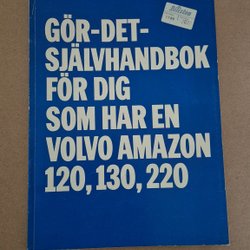 GÖR-DET-
SJÄLVHANDBOK
FÖR DIG
SOM HAR EN
VOLVO AMAZON
120, 130, 220